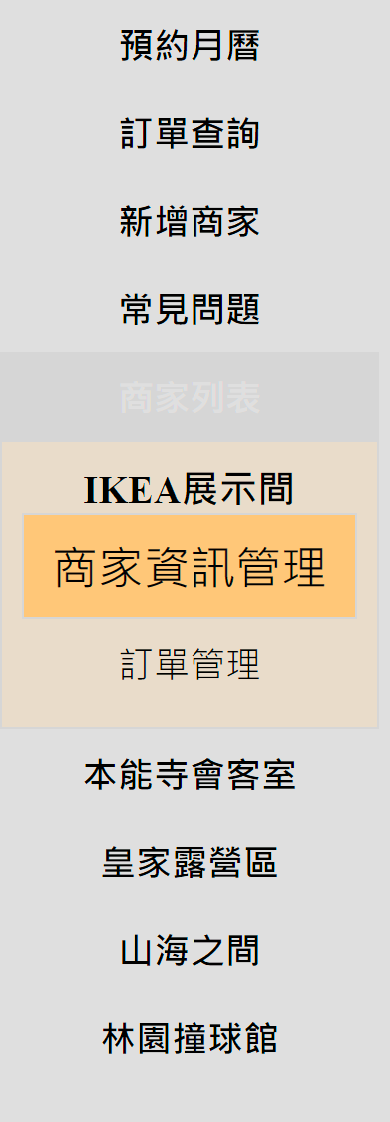 預約月曆
訂單查詢
新增商家
常見問題
商家列表
IKEA展示間
商家資訊管理
訂單管理
本能寺會客室
皇家露營區
山海之間
林園撞球館